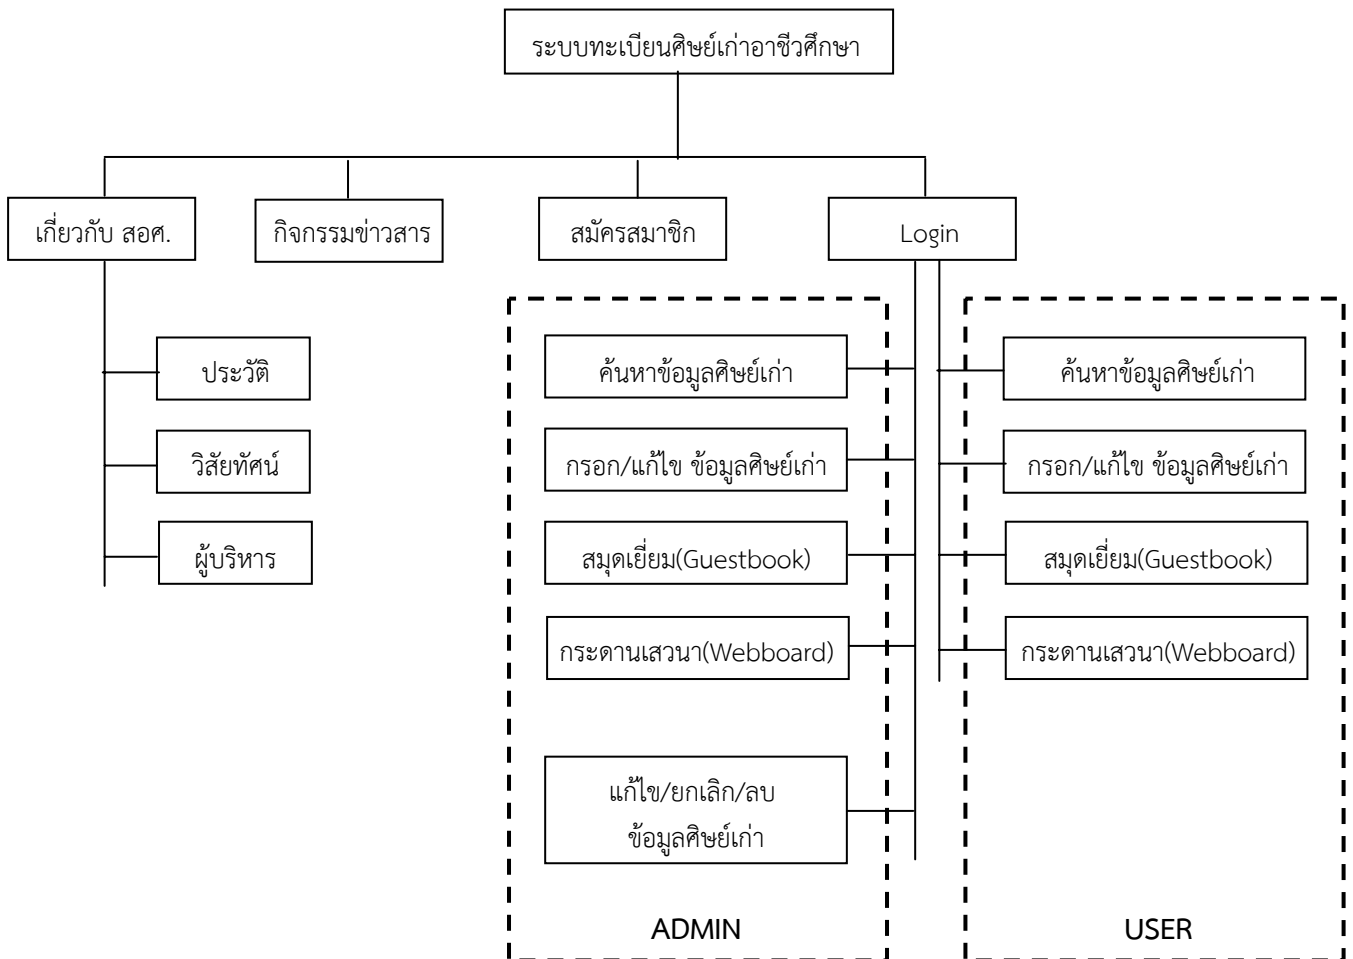 ระบบทะเบียนศิษย์เก่าอาชีวศึกษา
เกี่ยวกับ สอศ.
กิจกรรมข่าวสาร
สมัครสมาชิก
Login
ประวัติ
วิสัยทัศน์
ผู้บริหาร
ค้นหาข้อมูลศิษย์เก่า
กรอก/แก้ไข ข้อมูลศิษย์เก่า
สมุดเยี่ยม(Guestbook)
กระดานเสวนา(Webboard)
แก้ไข/ยกเลิก/ลบ
ข้อมูลศิษย์เก่า
ADMIN
ค้นหาข้อมูลศิษย์เก่า
กรอก/แก้ไข ข้อมูลศิษย์เก่า
สมุดเยี่ยม(Guestbook)
กระดานเสวนา(Webboard)
USER